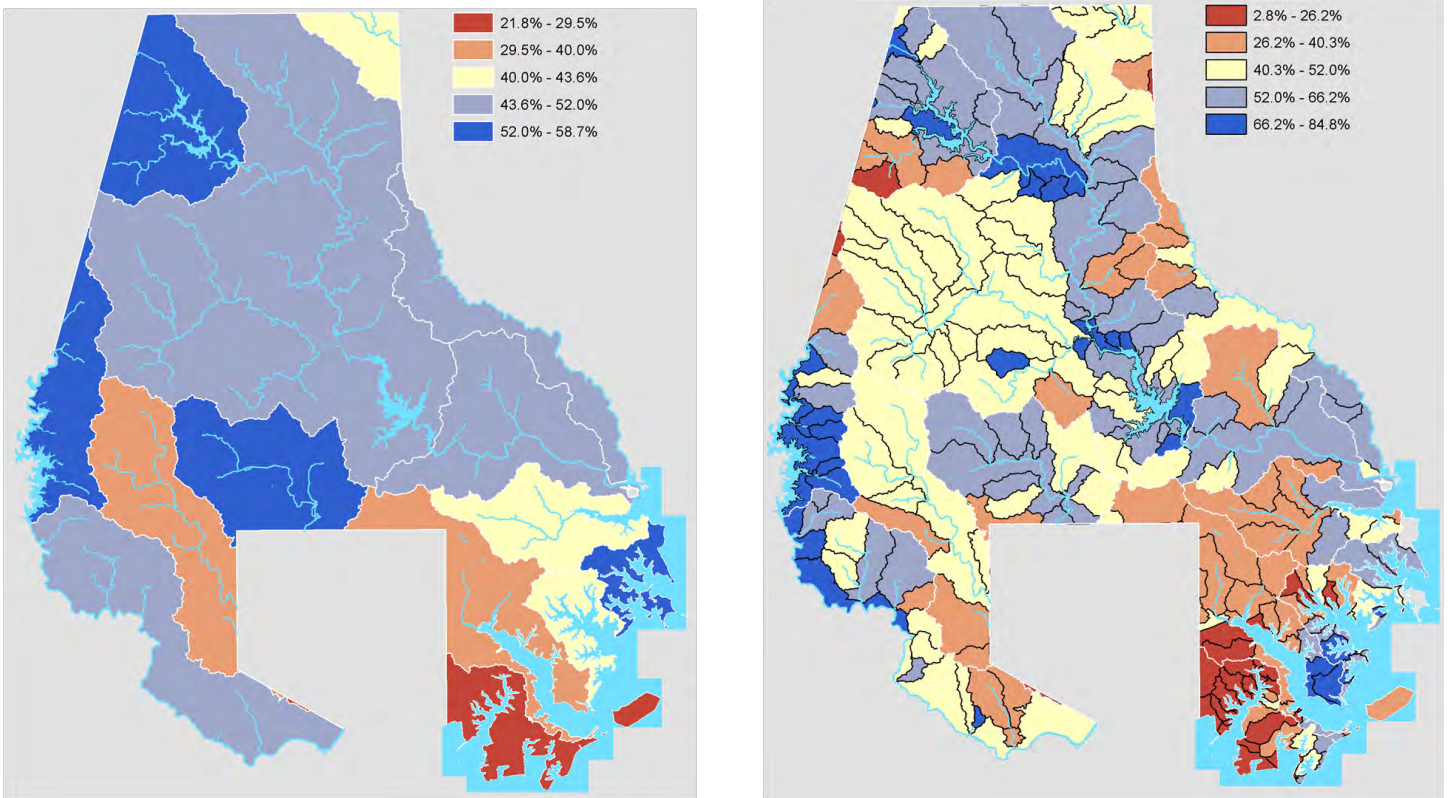 21.8% - 29.5%
29.5% - 40.0%
40.0% - 43.6%
43.6% - 52.0%
52.0% - 58.7%
2.8% - 26.2%
26.2% - 40.3%
40.3% - 52.0%
52.0% - 66.2%
66.2% - 84.8%